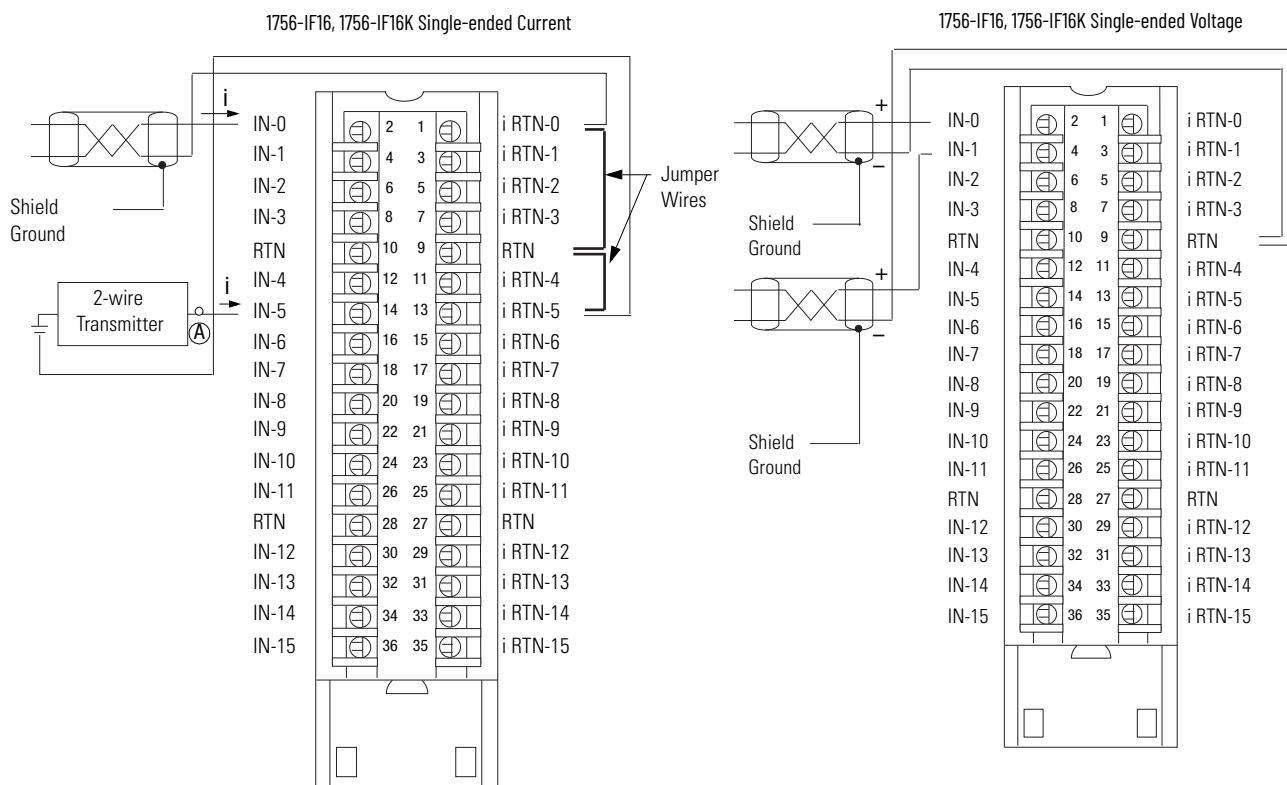 1756-IF16, 1756-IF16K Single-ended Current
i
IN-0 2 1 i RTN-0
IN-1 4 3 i RTN-1
IN-2 6 5 i RTN-2
IN-3 8 7 i RTN-3
RTN 10 9 RTN
IN-4 12 11 i RTN-4
IN-5 14 13 i RTN-5
IN-6 16 15 i RTN-6
IN-7 18 17 i RTN-7
IN-8 20 19 i RTN-8
IN-9 22 21 i RTN-9
IN-10 24 23 i RTN-10
IN-11 26 25 i RTN-11
RTN 28 27 RTN
IN-12 30 29 i RTN-12
IN-13 32 31 i RTN-13
IN-14 34 33 i RTN-14
IN-15 36 35 i RTN-15
Shield
Ground
2-wire
Transmitter
A
i
Jumper
Wires
1756-IF16, 1756-IF16K Single-ended Voltage
+
–
Shield
Ground
+
–
Shield
Ground
IN-0 2 1 i RTN-0
IN-1 4 3 i RTN-1
IN-2 6 5 i RTN-2
IN-3 8 7 i RTN-3
RTN 10 9 RTN
IN-4 12 11 i RTN-4
IN-5 14 13 i RTN-5
IN-6 16 15 i RTN-6
IN-7 18 17 i RTN-7
IN-8 20 19 i RTN-8
IN-9 22 21 i RTN-9
IN-10 24 23 i RTN-10
IN-11 26 25 i RTN-11
RTN 28 27 RTN
IN-12 30 29 i RTN-12
IN-13 32 31 i RTN-13
IN-14 34 33 i RTN-14
IN-15 36 35 i RTN-15